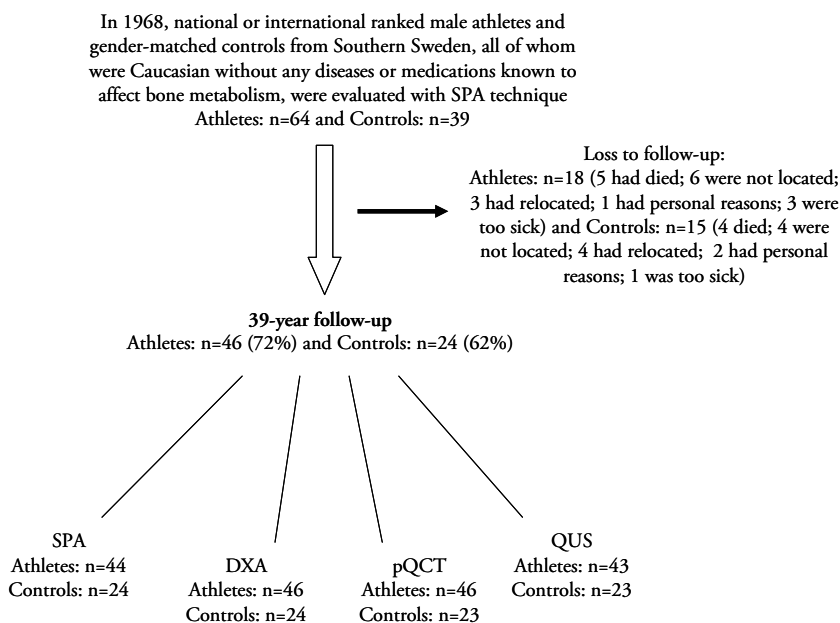 In 1968, national or international ranked male athletes and
gender-matched controls from Southern Sweden, all of whom
were Caucasian without any diseases or medications known to
affect bone metabolism, were evaluated with SPA technique
Athletes: n=64 and Controls: n=39
Loss to follow-up:
Athletes: n=18 (5 had died; 6 were not located;
3 had relocated; 1 had personal reasons; 3 were
too sick) and Controls: n=15 (4 died; 4 were
not located; 4 had relocated; 2 had personal
reasons; 1 was too sick)
39-year follow-up
Athletes: n=46 (72%) and Controls: n=24 (62%)
SPA
Athletes: n=44
Controls: n=24
DXA
Athletes: n=46
Controls: n=24
pQCT
Athletes: n=46
Controls: n=23
QUS
Athletes: n=43
Controls: n=23